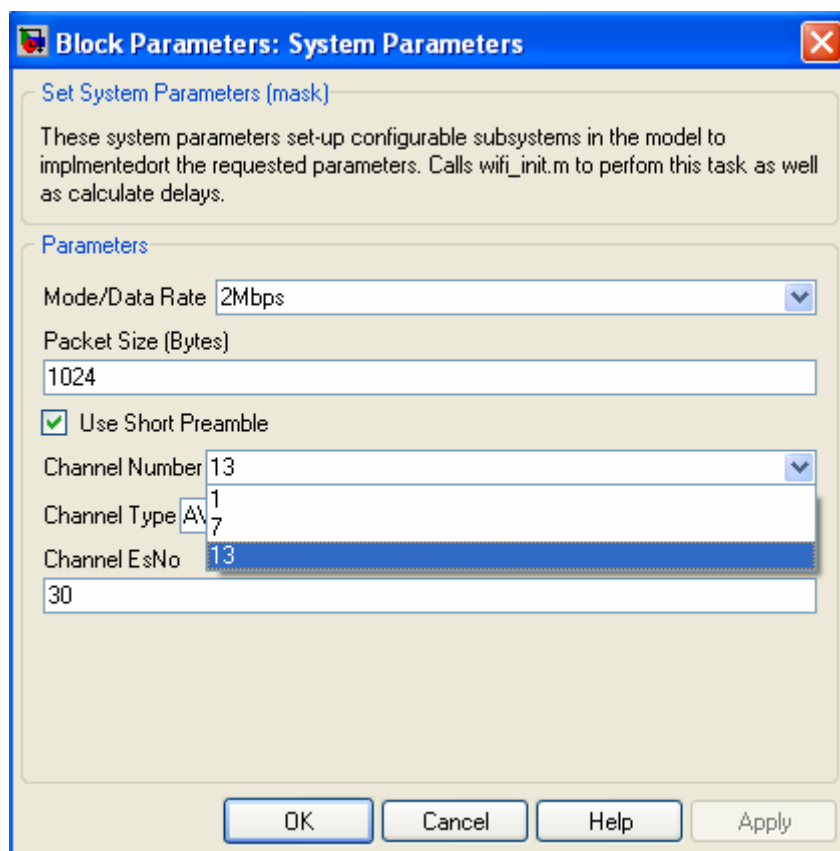 Block Parameters: System Parameters
Set System Parameters (mask)
These system parameters set-up configurable subsystems in the model to
implmentedort the requested parameters. Calls wifi_init.m to perfom this task as well
as calculate delays.
Parameters
Mode/Data Rate 2Mbps
Packet Size (Bytes)
1024
Use Short Preamble
Channel Number 13
1
Channel Type
7
13
Channel EsNo
30
OK Cancel Help Apply